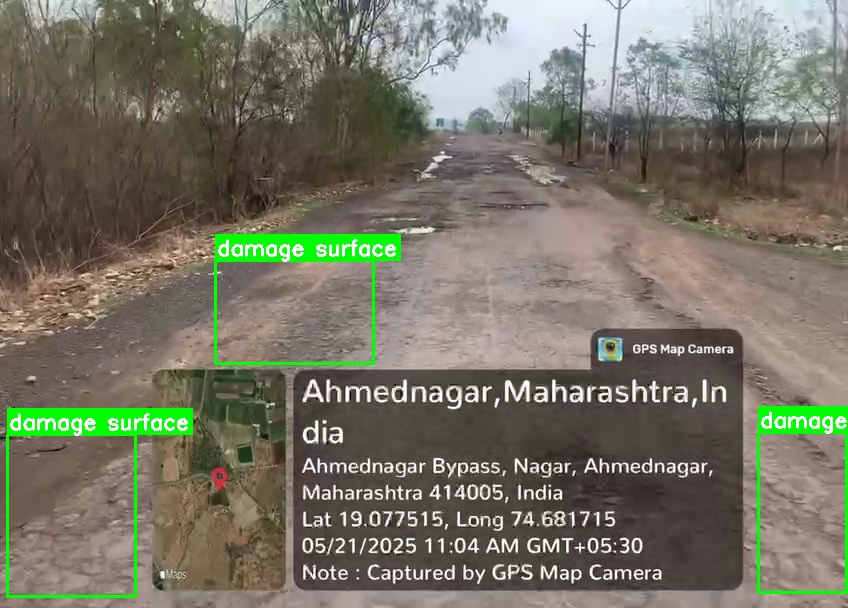 damage surface
GPS Map Camera
Ahmednagar,Maharashtra,In
dia
damage surface
damage
Ahmednagar Bypass, Nagar, Ahmednagar,
Maharashtra 414005, India
Lat 19.077515, Long 74.681715
05/21/2025 11:04 AM GMT+05:30
Note : Captured by GPS Map Camera
Maps